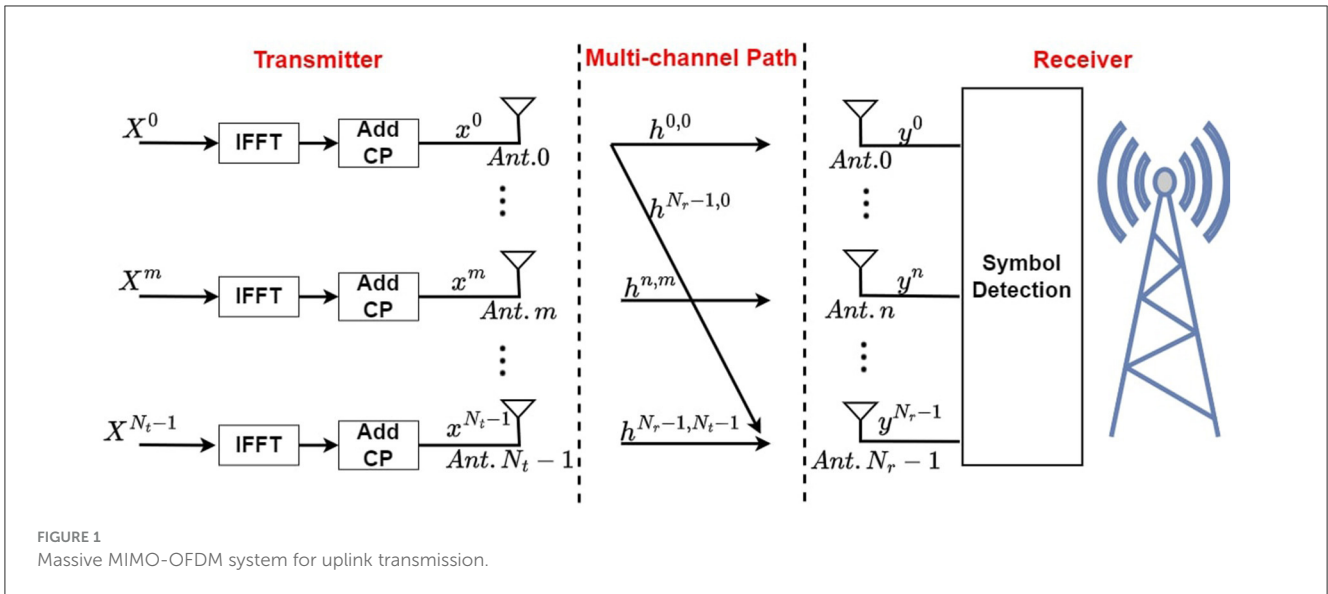 Transmitter
Multi-channel Path
Receiver
X^0
IFFT
Add
CP
x^0
Ant.0
h^{0,0}
Ant.0
y^0
h^{N_r-1,0}
X^m
IFFT
Add
CP
x^m
Ant.m
h^{n,m}
Ant.n
y^n
Symbol
Detection
X^{N_t-1}
IFFT
Add
CP
x^{N_t-1}
Ant.N_t-1
h^{N_r-1,N_t-1}
y^{N_r-1}
Ant.N_r-1
FIGURE 1
Massive MIMO-OFDM system for uplink transmission.